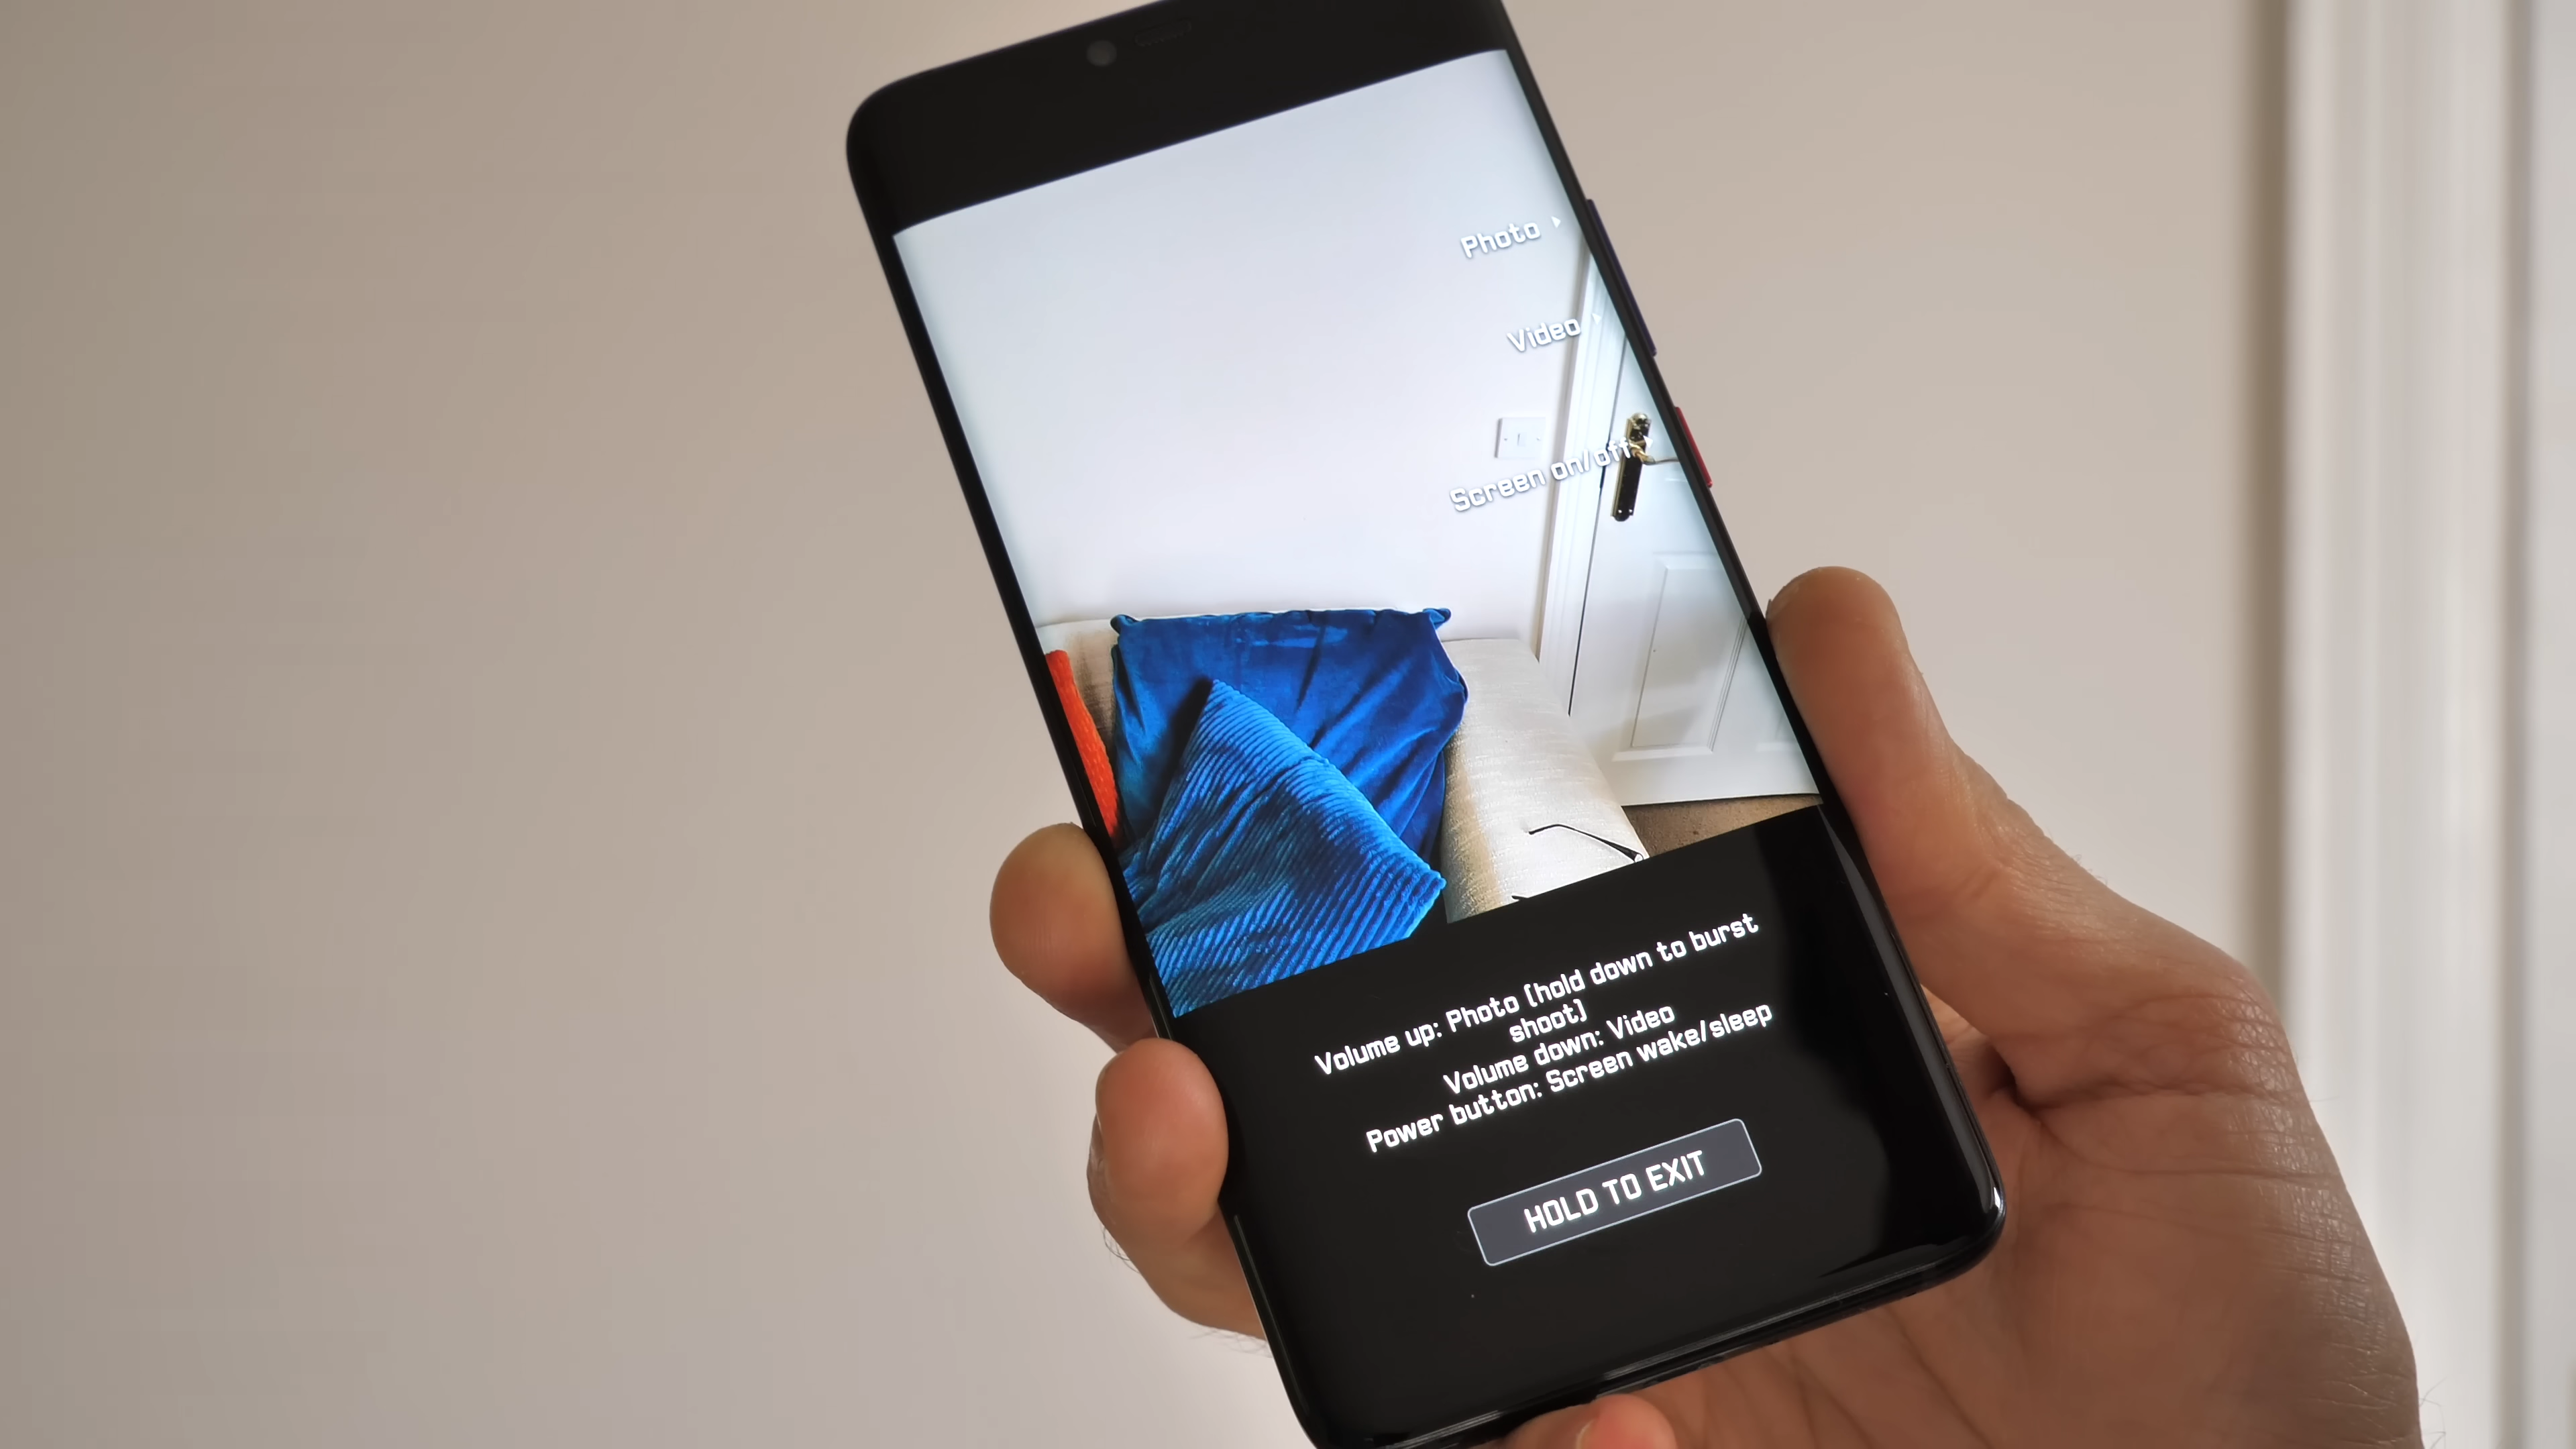 Photo
Video
Screen on/off
Volume up: Photo (hold down to burst
shoot)
Volume down: Video
Power button: Screen wake/sleep
HOLD TO EXIT